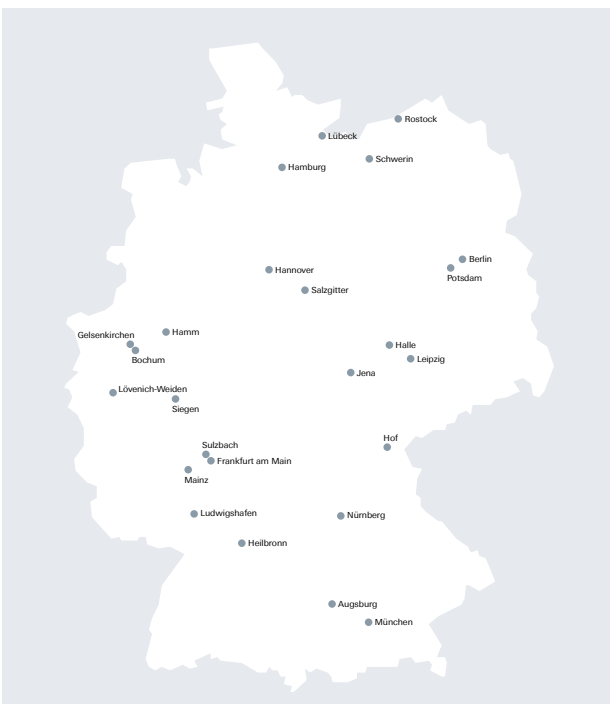 Rostock
Lübeck
Schwerin
Hamburg
Berlin
Hannover
Potsdam
Salzgitter
Hamm
Gelsenkirchen
Halle
Bochum
Leipzig
Jena
Lövenich-Weiden
Siegen
Hof
Sulzbach
Frankfurt am Main
Mainz
Ludwigshafen
Nürnberg
Heilbronn
Augsburg
München